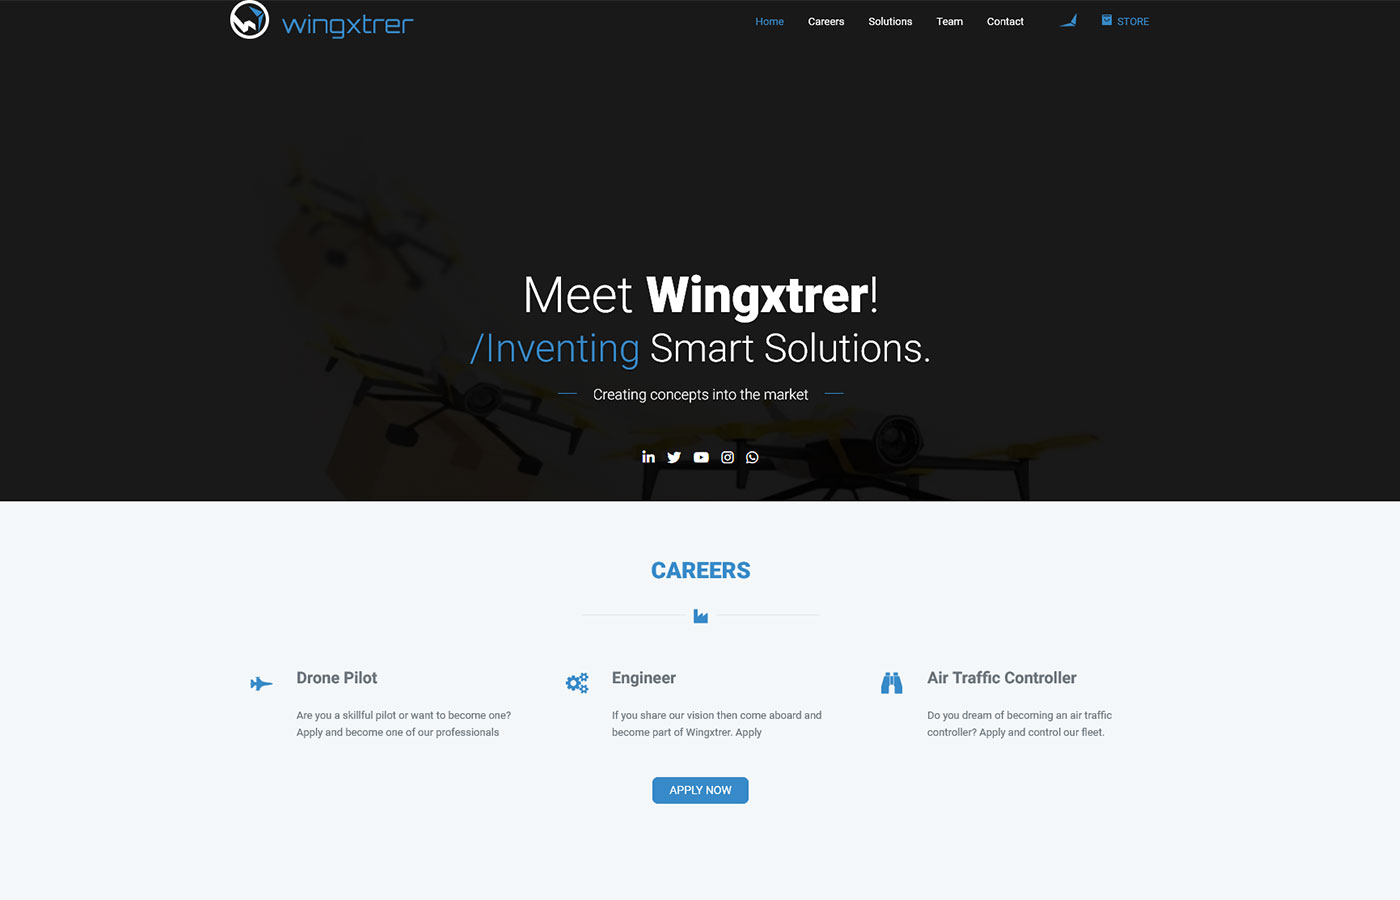 wingxtrer
Home Careers Solutions Team Contact STORE
Meet Wingxtrer!
/Inventing Smart Solutions.
Creating concepts into the market
CAREERS
Drone Pilot
Are you a skillful pilot or want to become one?
Apply and become one of our professionals
Engineer
If you share our vision then come aboard and
become part of Wingxtrer. Apply
Air Traffic Controller
Do you dream of becoming an air traffic
controller? Apply and control our fleet.
APPLY NOW